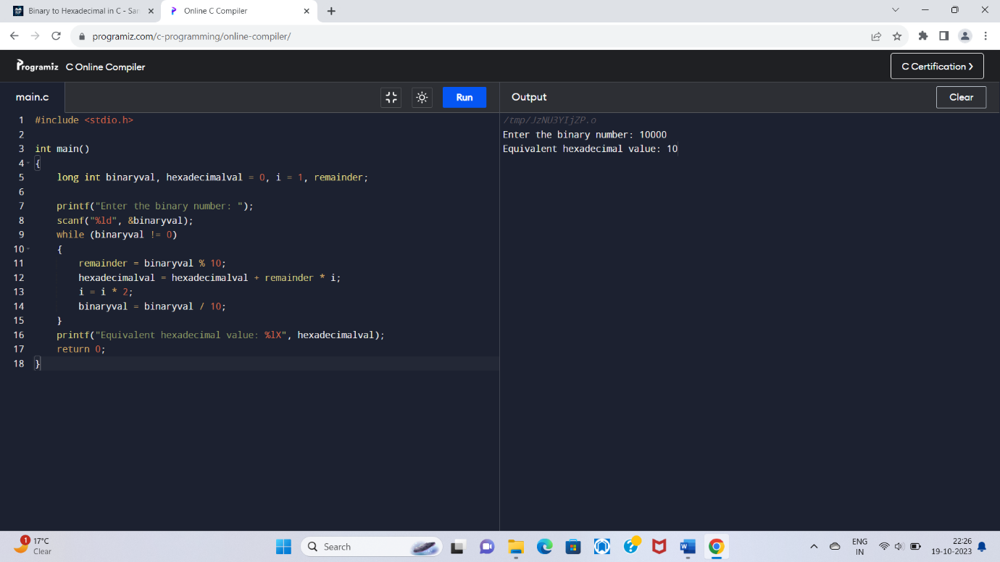 Binary to Hexadecimal in C - San
Online C Compiler
programiz.com/c-programming/online-compiler/
Programiz C Online Compiler
C Certification >
main.c
Run
Output
Clear
1 #include <stdio.h>
2
3 int main()
4 {
5 long int binaryval, hexadecimalval = 0, i = 1, remainder;
6
7 printf("Enter the binary number: ");
8 scanf("%ld", &binaryval);
9 while (binaryval != 0)
10 {
11 remainder = binaryval % 10;
12 hexadecimalval = hexadecimalval + remainder * i;
13 i = i * 2;
14 binaryval = binaryval / 10;
15 }
16 printf("Equivalent hexadecimal value: %lX", hexadecimalval);
17 return 0;
18 }
/tmp/JzNU3YIjZP.o
Enter the binary number: 10000
Equivalent hexadecimal value: 10
1
17°C
Clear
Search
ENG
IN
22:26
19-10-2023